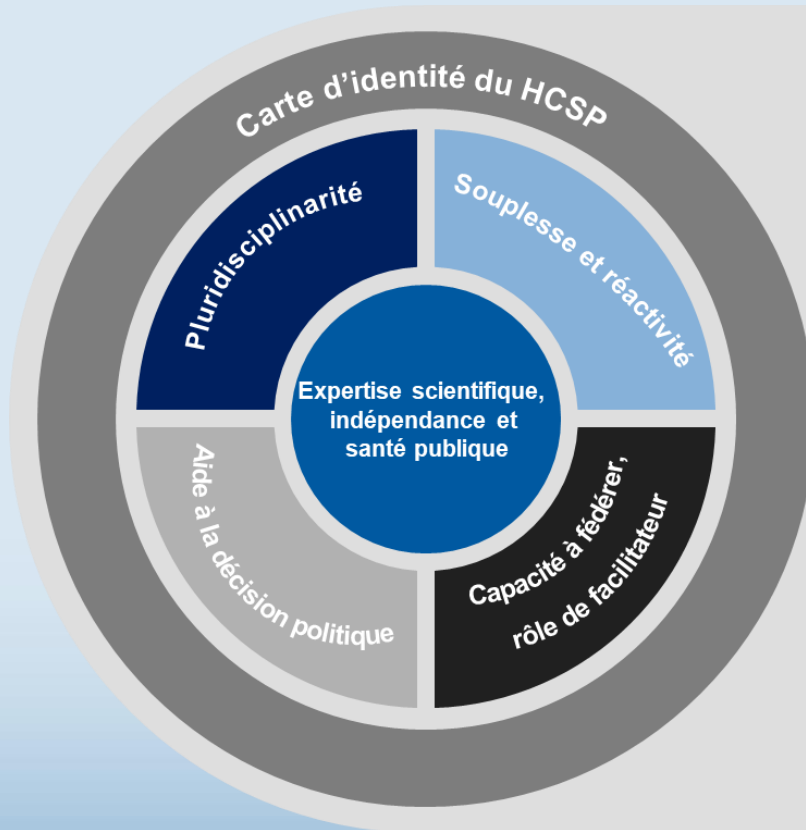 Carte d’identité du HCSP
Pluridisciplinarité
Souplesse et réactivité
Expertise scientifique,
indépendance et
santé publique
Aide à la décision politique
Capacité à fédérer,
rôle de facilitateur